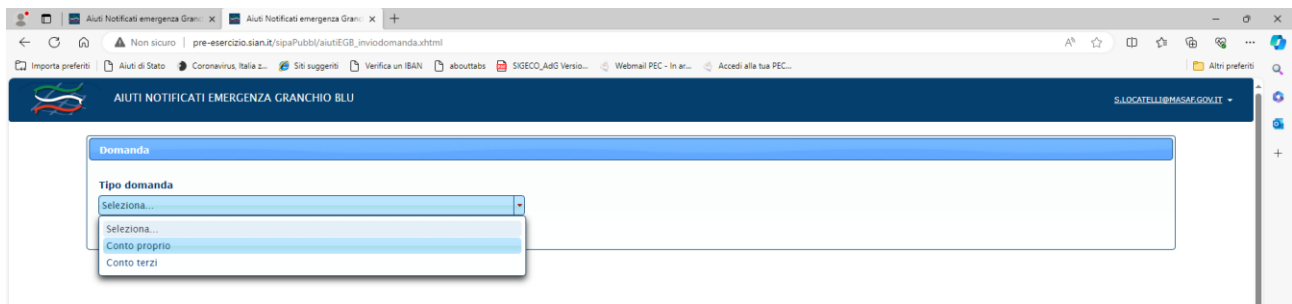 Aiuti Notificati emergenza Granc
Aiuti Notificati emergenza Granc
Non sicuro | pre-esercizio.sian.it/sipaPubbl/aiutiEGB_inviodomanda.xhtml
Importa preferiti Aiuti di Stato Coronavirus, Italia z... Siti suggeriti Verifica un IBAN abouttabs SIGECO_AdG Versio... Webmail PEC - In ar... Accedi alla tua PEC... Altri preferiti
AIUTI NOTIFICATI EMERGENZA GRANCHIO BLU S.LOCATELLI@MASAF.GOV.IT
Domanda
Tipo domanda
Seleziona...
Seleziona...
Conto proprio
Conto terzi